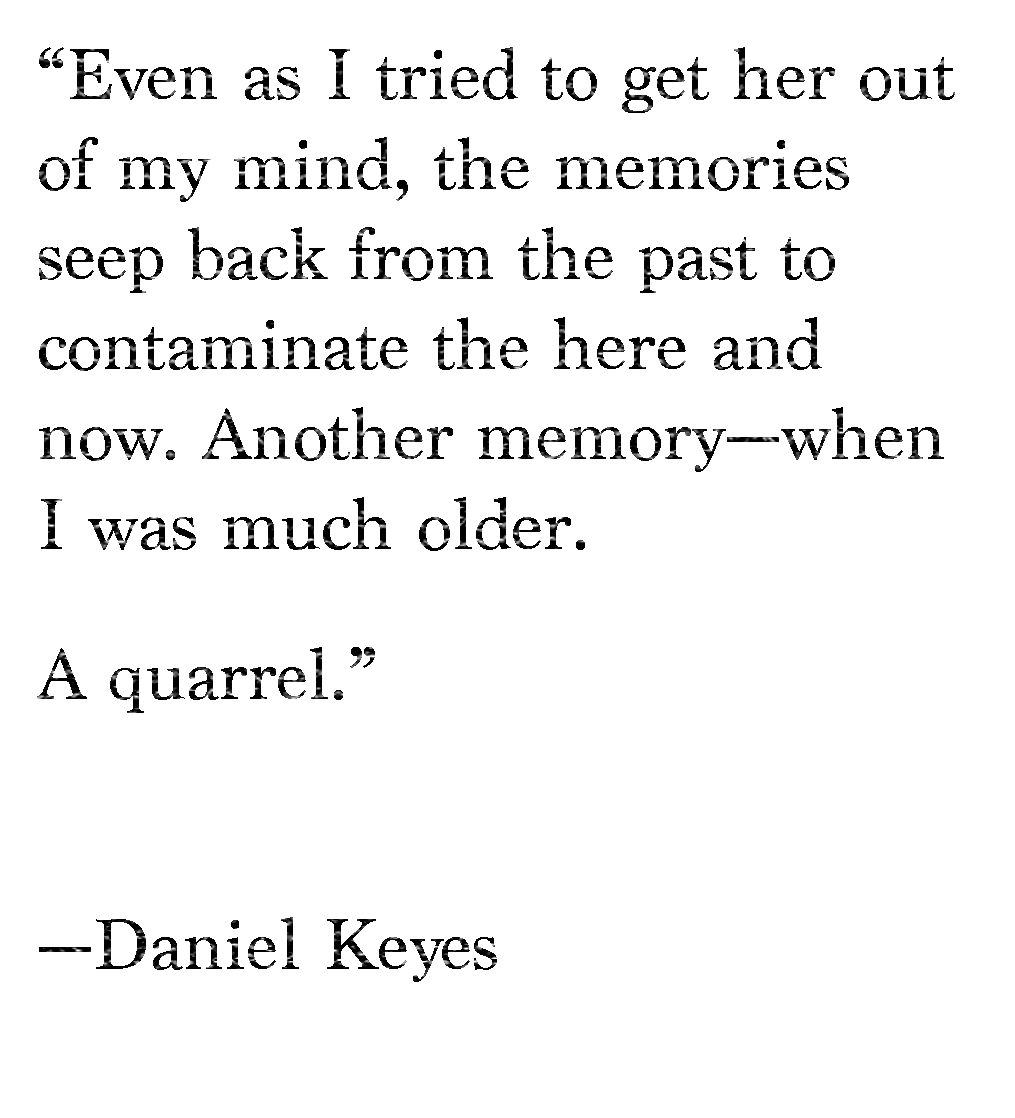 “Even as I tried to get her out
of my mind, the memories
seep back from the past to
contaminate the here and
now. Another memory—when
I was much older.
A quarrel.”
—Daniel Keyes